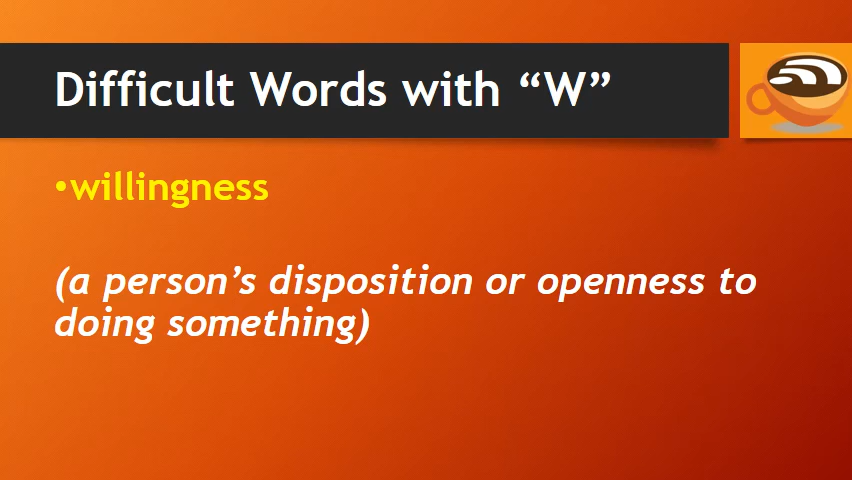 Difficult Words with “W”
•willingness
(a person’s disposition or openness to
doing something)